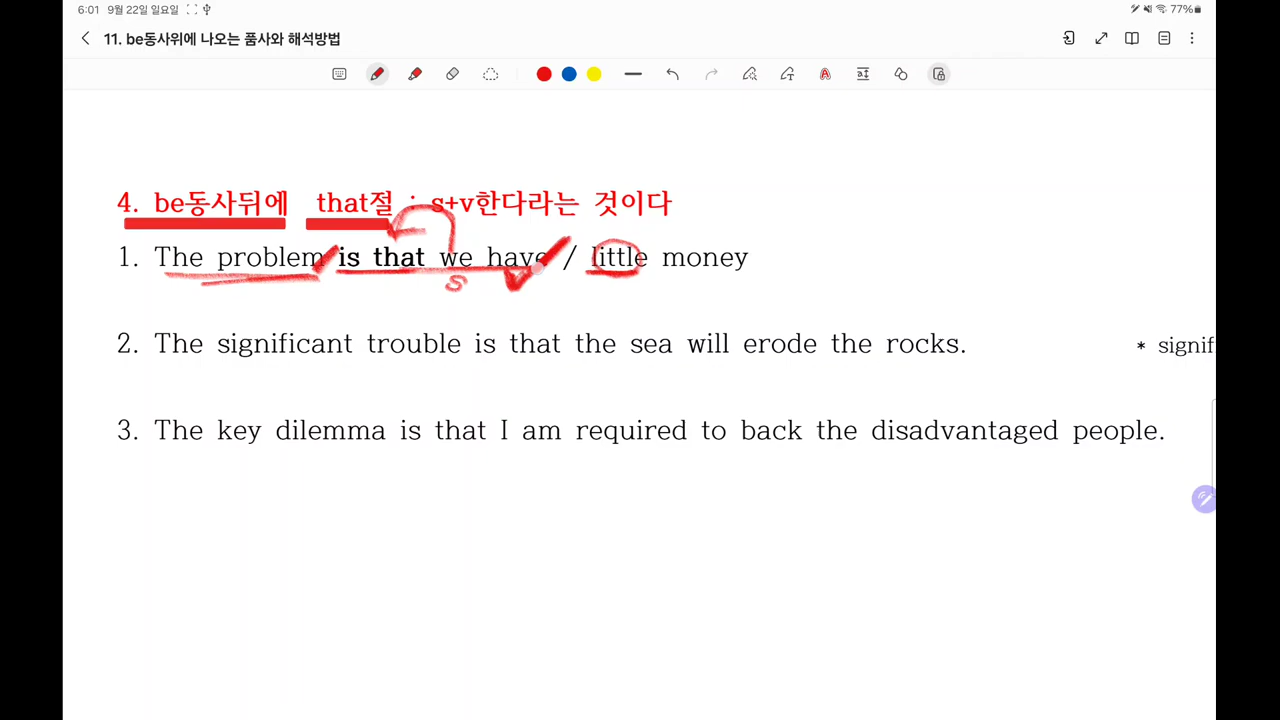 6:01 9월 22일 일요일 77%
11. be동사위에 나오는 품사와 해석방법
4. be동사뒤에 that절 : s+v한다라는 것이다
1. The problem is that we have / little money
s v
2. The significant trouble is that the sea will erode the rocks. * signif
3. The key dilemma is that I am required to back the disadvantaged people.